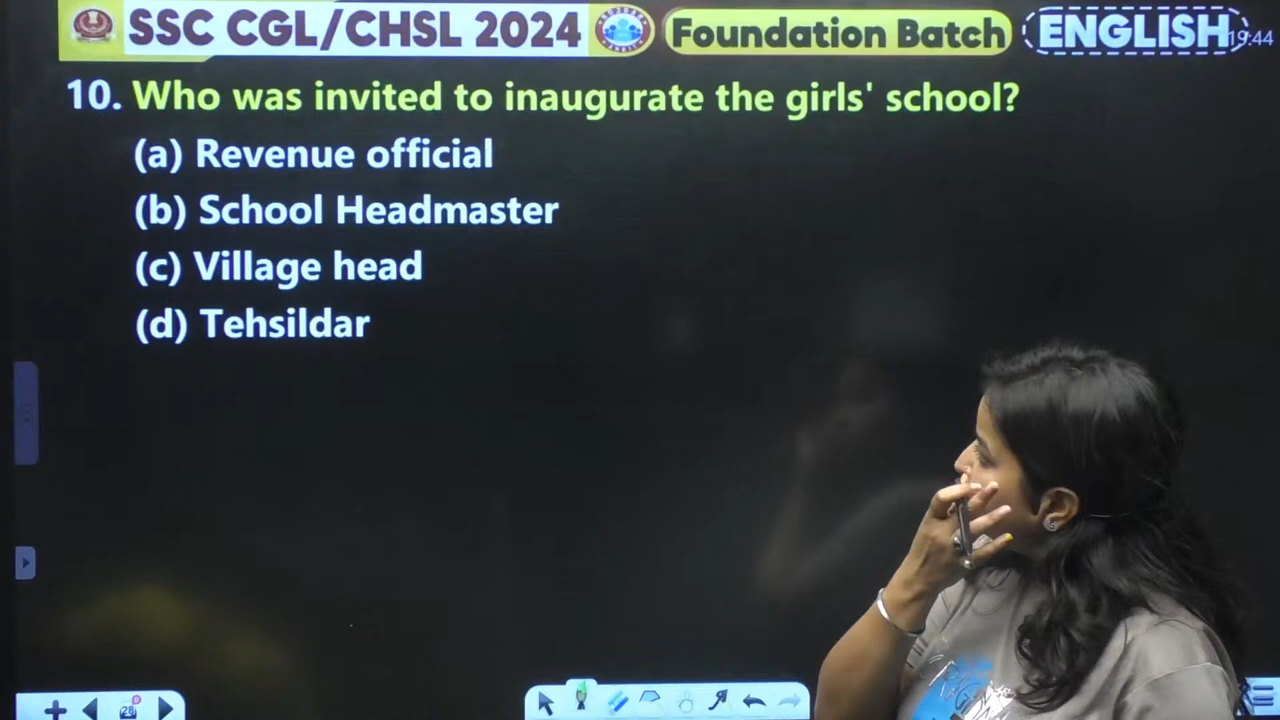 SSC CGL/CHSL 2024 Foundation Batch ENGLISH 19:44
10. Who was invited to inaugurate the girls' school?
(a) Revenue official
(b) School Headmaster
(c) Village head
(d) Tehsildar
28